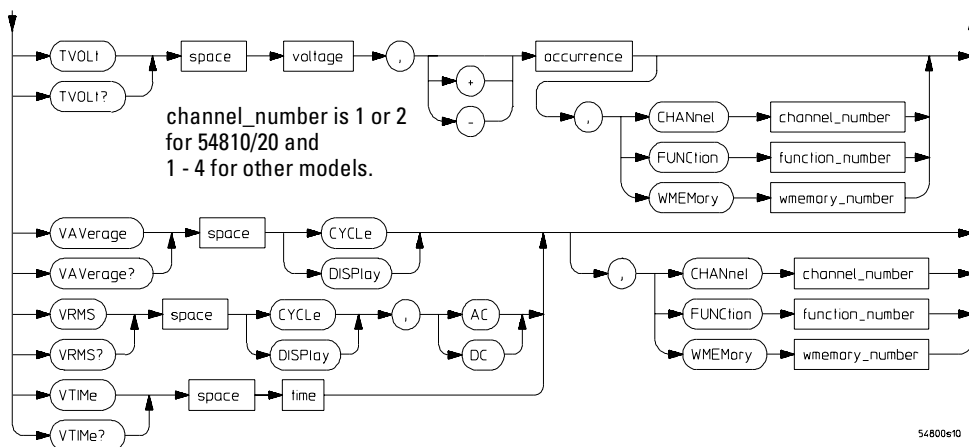 TVOLt space voltage , + accurrence
TVOLt? -
channel_number is 1 or 2
for 54810/20 and
1 - 4 for other models.
, CHANnel channel_number
FUNCtion function_number
WMEMory wmemory_number
VAVerage space CYCLe
VAVerage? DISPlay
, CHANnel channel_number
VRMS space CYCLe , AC
FUNCtion function_number
VRMS? DISPlay DC
WMEMory wmemory_number
VTIMe space time
VTIMe?
54800s10